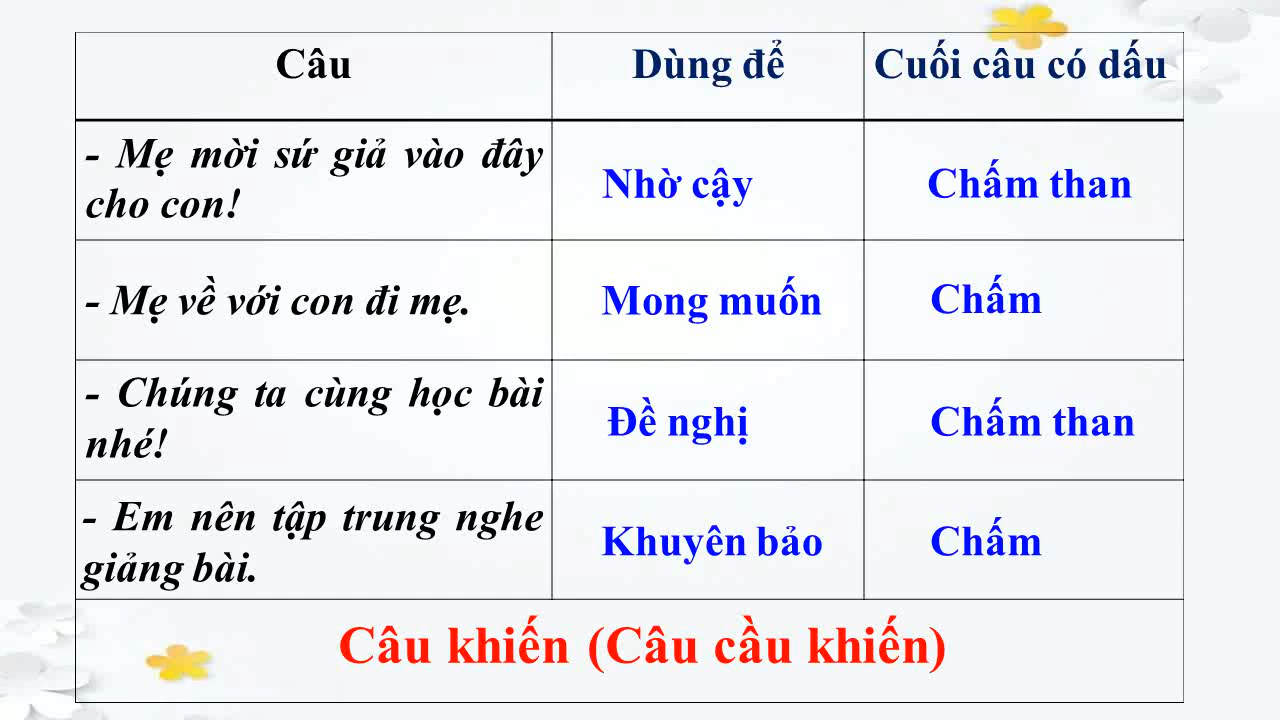 Câu Dùng để Cuối câu có dấu
- Mẹ mời sứ giả vào đây
cho con!
Nhờ cậy Chấm than
- Mẹ về với con đi mẹ. Mong muốn Chấm
- Chúng ta cùng học bài
nhé!
Đề nghị Chấm than
- Em nên tập trung nghe
giảng bài.
Khuyên bảo Chấm
Câu khiến (Câu cầu khiến)